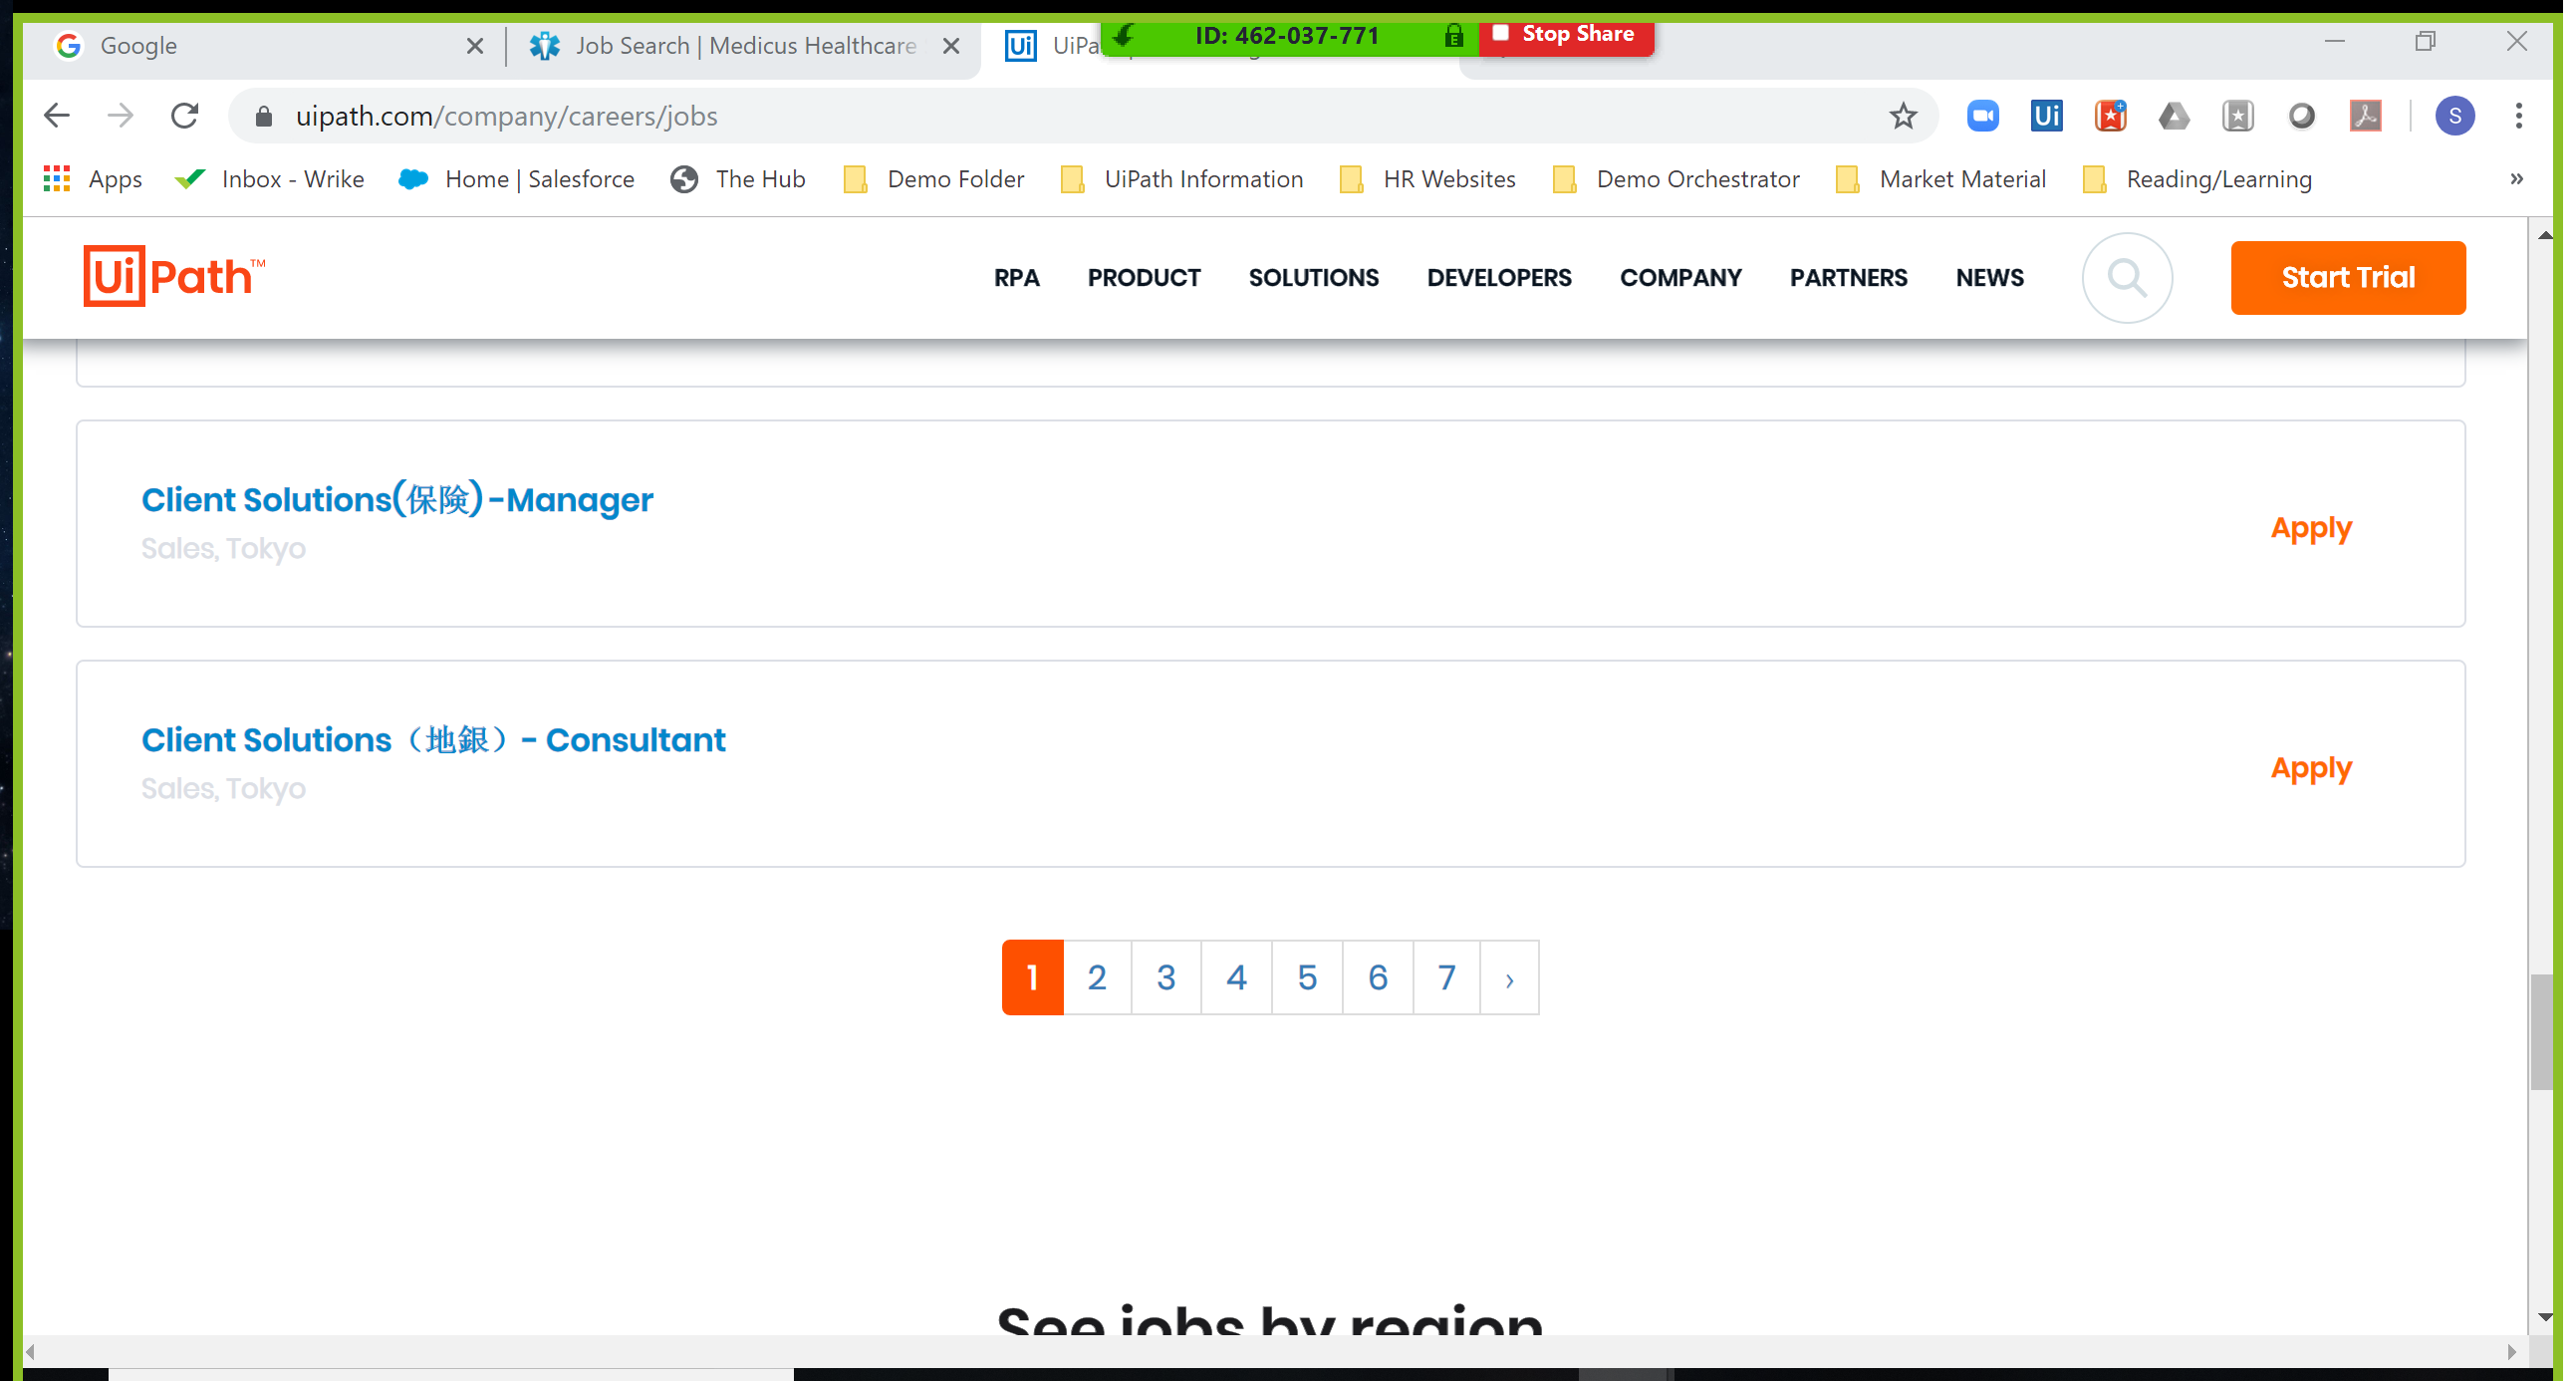 Google
Job Search | Medicus Healthcare
UiPa
ID: 462-037-771
Stop Share
uipath.com/company/careers/jobs
S
Apps
Inbox - Wrike
Home | Salesforce
The Hub
Demo Folder
UiPath Information
HR Websites
Demo Orchestrator
Market Material
Reading/Learning
»
UiPath™
RPA
PRODUCT
SOLUTIONS
DEVELOPERS
COMPANY
PARTNERS
NEWS
Start Trial
Client Solutions(保険)-Manager
Sales, Tokyo
Apply
Client Solutions（地銀）- Consultant
Sales, Tokyo
Apply
1 2 3 4 5 6 7 ›
See jobs by region